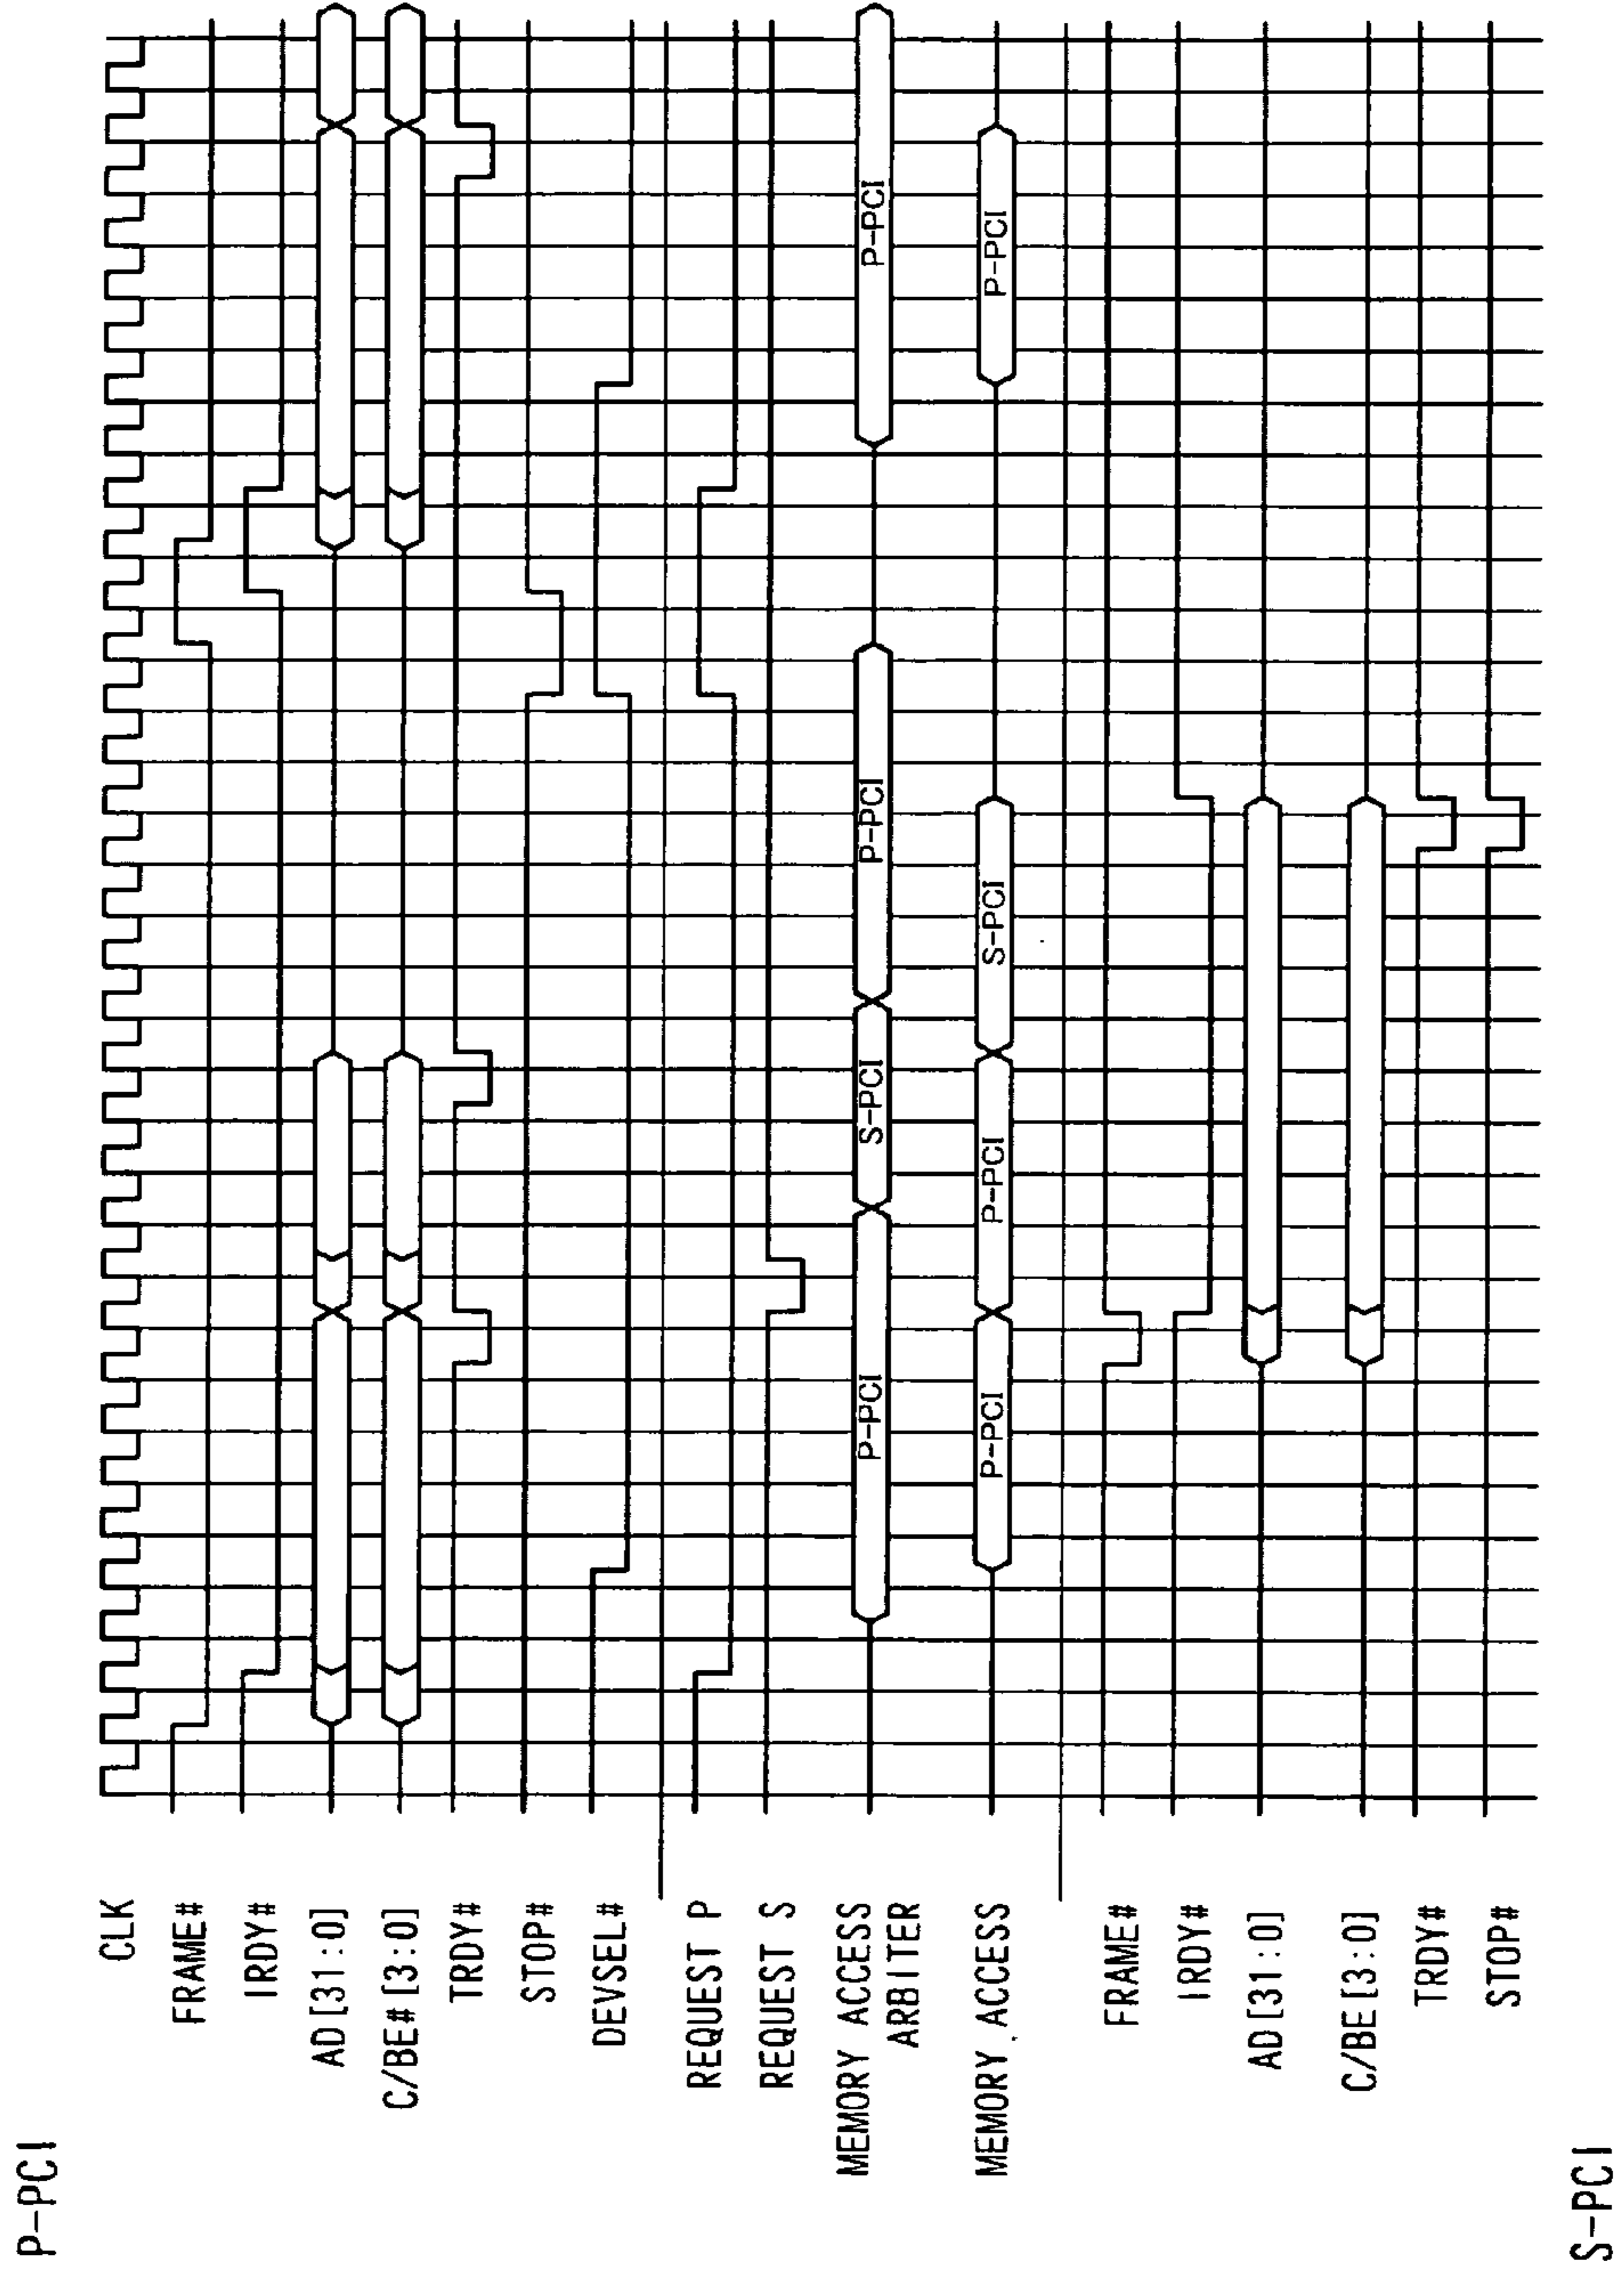 P-PCI
CLK
FRAME#
IRDY#
AD[31:0]
C/BE#[3:0]
TRDY#
STOP#
DEVSEL#
REQUEST P
REQUEST S
MEMORY ACCESS
ARBITER
P-PCI
S-PCI
P-PCI
P-PCI
MEMORY ACCESS
P-PCI
P-PCI
S-PCI
P-PCI
FRAME#
IRDY#
AD[31:0]
C/BE[3:0]
TRDY#
STOP#
S-PCI